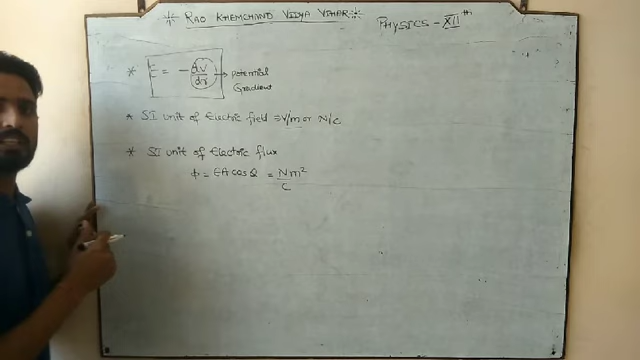 * RAO KHEMCHAND VIDYA VIHAR *
PHYSICS - XII th
* E = - dv/dr → potential Gradient
* SI unit of Electric field = V/m or N/c
* SI unit of Electric flux
φ = EA cos θ = Nm²/C